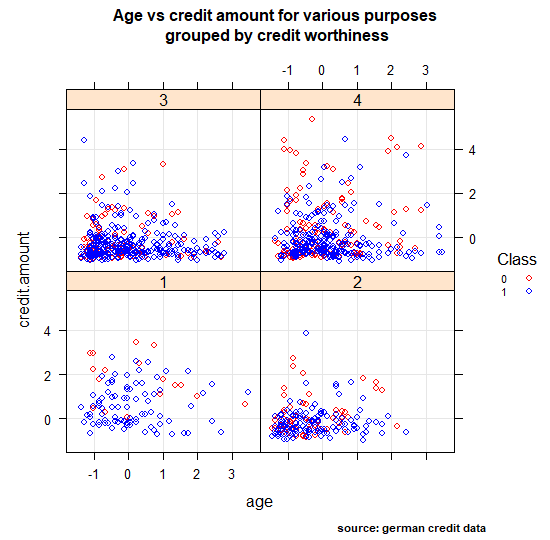 Age vs credit amount for various purposes
grouped by credit worthiness
-1 0 1 2 3
3 4
4
2
0
credit.amount
Class
0
1
1 2
4
2
0
-1 0 1 2 3
age
source: german credit data